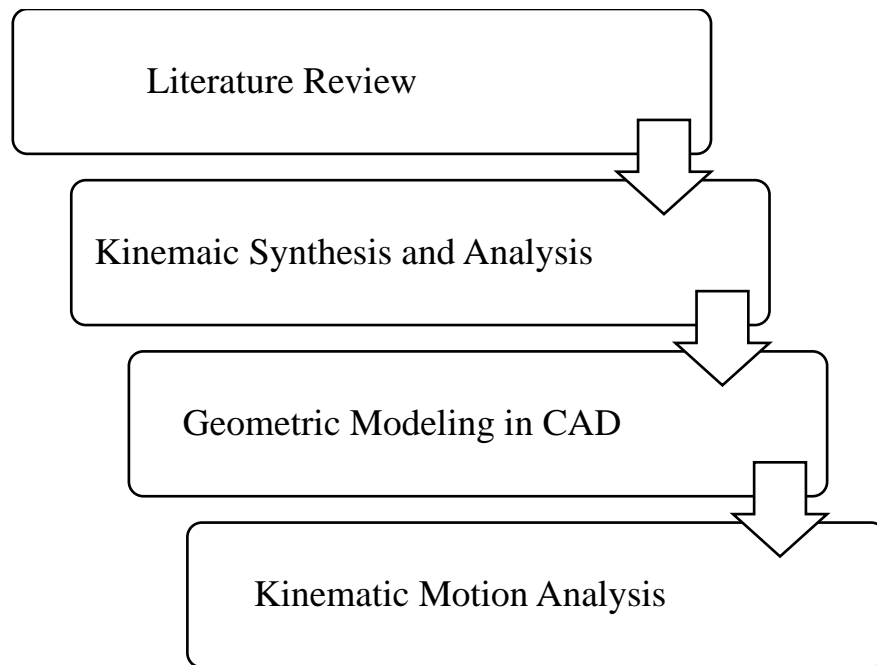 Literature Review
Kinemaic Synthesis and Analysis
Geometric Modeling in CAD
Kinematic Motion Analysis